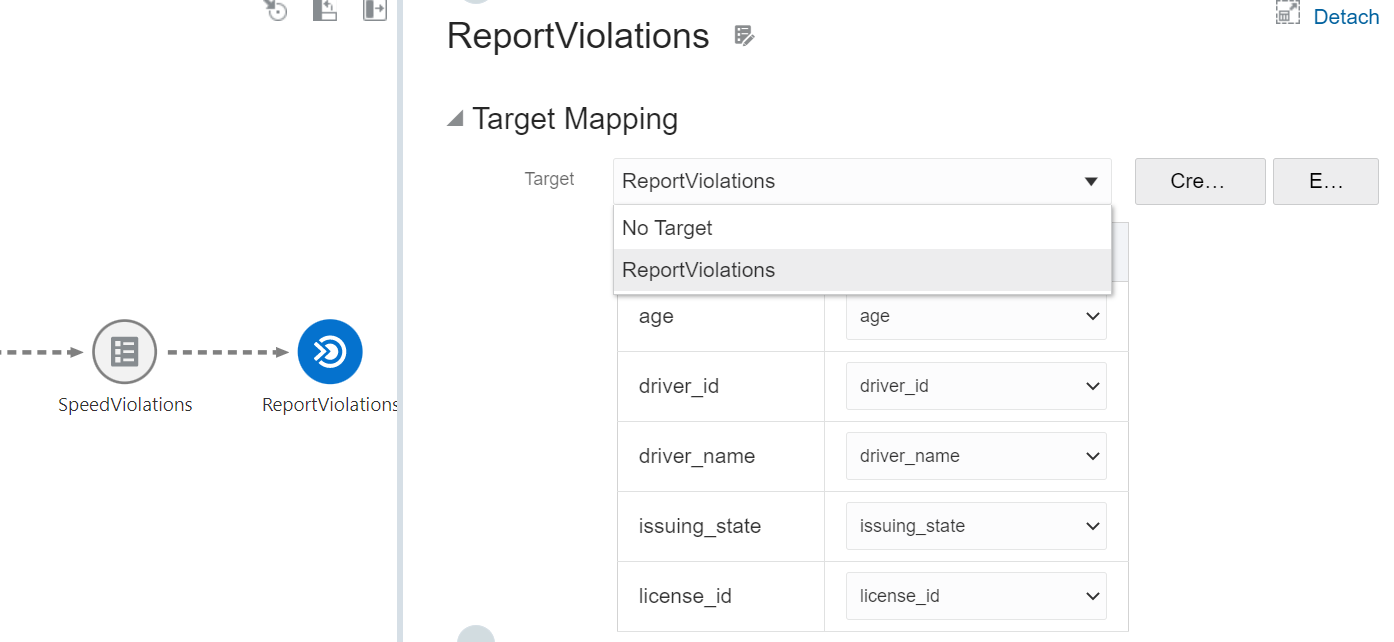 Detach
ReportViolations
Target Mapping
Target
ReportViolations
Cre...
E...
No Target
ReportViolations
age
age
driver_id
driver_id
driver_name
driver_name
issuing_state
issuing_state
license_id
license_id
SpeedViolations
ReportViolations